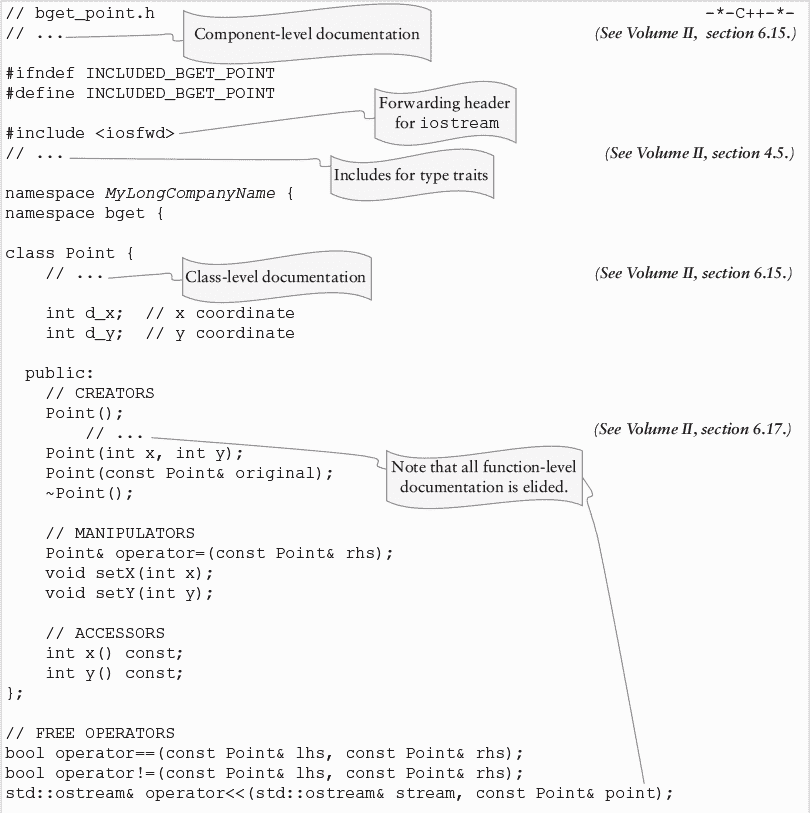 // bget_point.h -*-C++-*-
// ... Component-level documentation (See Volume II, section 6.15.)
#ifndef INCLUDED_BGET_POINT
#define INCLUDED_BGET_POINT
Forwarding header
for iostream
#include <iosfwd>
// ... (See Volume II, section 4.5.)
Includes for type traits
namespace MyLongCompanyName {
namespace bget {
class Point {
// ... Class-level documentation (See Volume II, section 6.15.)
int d_x; // x coordinate
int d_y; // y coordinate
public:
// CREATORS
Point();
// ... (See Volume II, section 6.17.)
Point(int x, int y);
Point(const Point& original);
~Point();
Note that all function-level
documentation is elided.
// MANIPULATORS
Point& operator=(const Point& rhs);
void setX(int x);
void setY(int y);
// ACCESSORS
int x() const;
int y() const;
};
// FREE OPERATORS
bool operator==(const Point& lhs, const Point& rhs);
bool operator!=(const Point& lhs, const Point& rhs);
std::ostream& operator<<(std::ostream& stream, const Point& point);